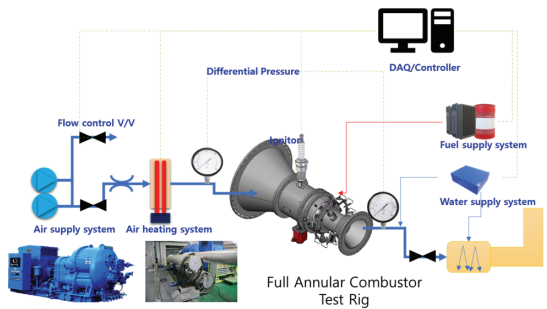 DAQ/Controller
Differential Pressure
Flow control V/V
Ignitor
Fuel supply system
Water supply system
Air supply system
Air heating system
Full Annular Combustor
Test Rig